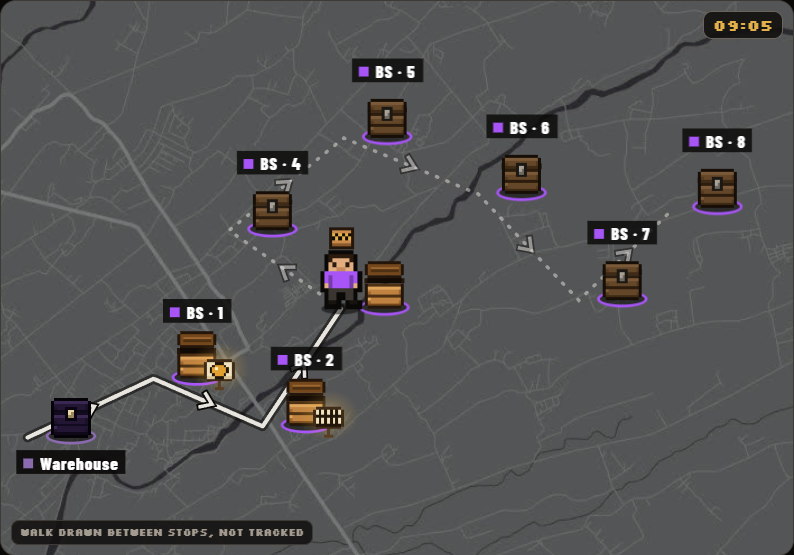 09:05
BS - 5
BS - 6
BS - 8
BS - 4
BS - 7
BS - 1
BS - 2
Warehouse
WALK DRAWN BETWEEN STOPS, NOT TRACKED